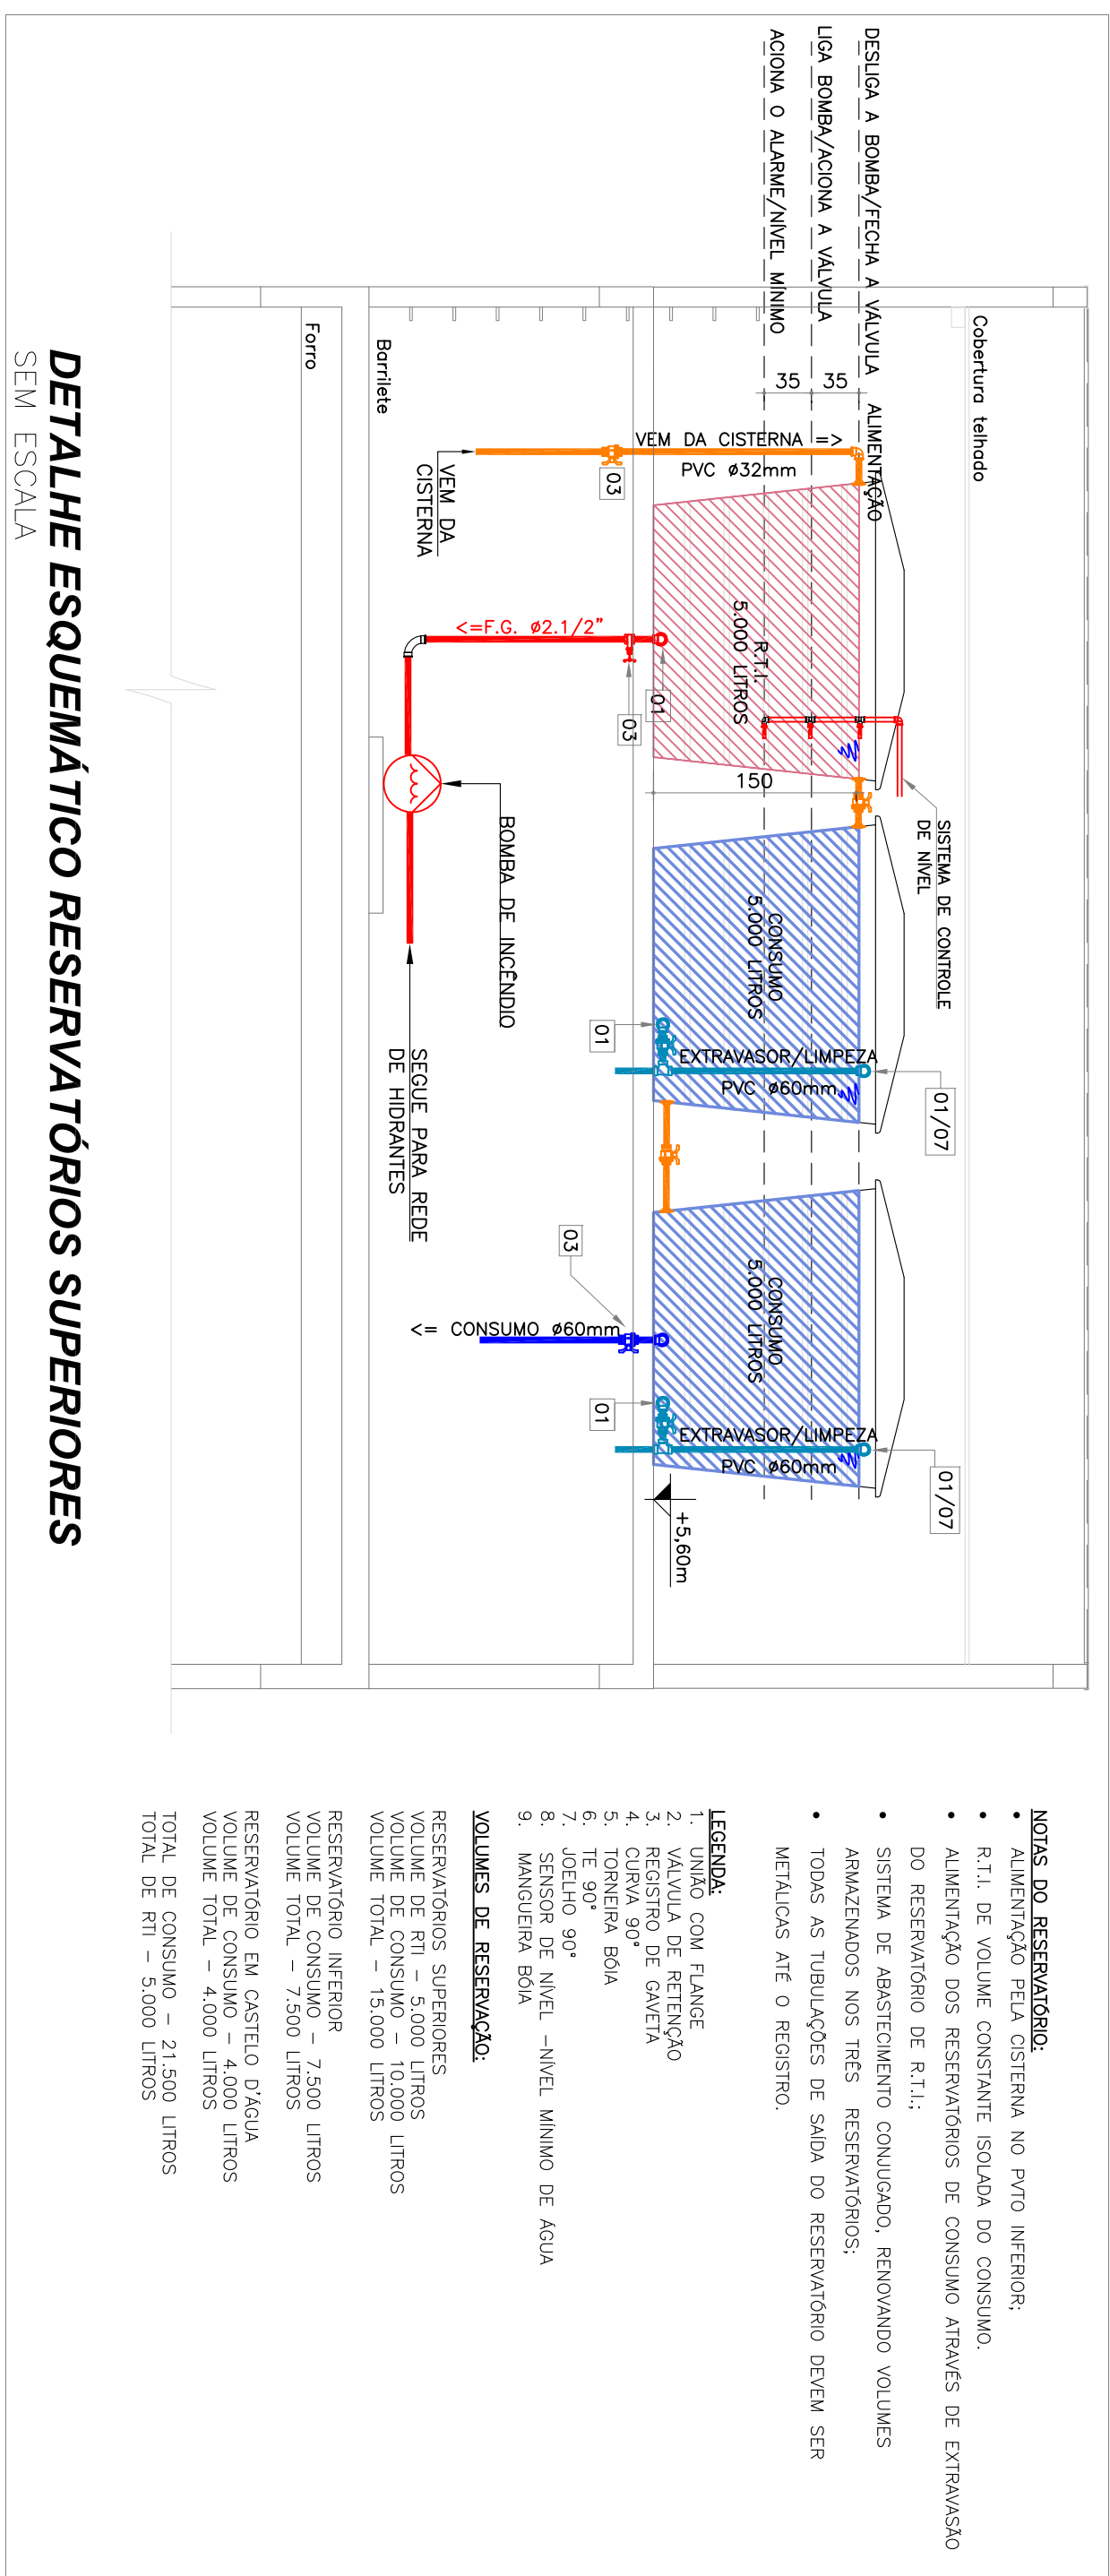 Cobertura telhado
DESLIGA A BOMBA/FECHA A VÁLVULA
ALIMENTAÇÃO
LIGA BOMBA/ACIONA A VÁLVULA
ACIONA O ALARME/NÍVEL MÍNIMO
35
35
VEM DA CISTERNA =>
PVC ø32mm
03
VEM DA
CISTERNA
R.T.I.
5.000 LITROS
<=F.G. ø2.1/2"
01
03
SISTEMA DE CONTROLE
DE NÍVEL
150
BOMBA DE INCÊNDIO
SEGUE PARA REDE
DE HIDRANTES
CONSUMO
5.000 LITROS
01
EXTRAVASOR/LIMPEZA
PVC ø60mm
01/07
CONSUMO
5.000 LITROS
03
<= CONSUMO ø60mm
01
EXTRAVASOR/LIMPEZA
PVC ø60mm
01/07
+5,60m
Barrilete
Forro
DETALHE ESQUEMÁTICO RESERVATÓRIOS SUPERIORES
SEM ESCALA
NOTAS DO RESERVATÓRIO:
• ALIMENTAÇÃO PELA CISTERNA NO PVTO INFERIOR;
• R.T.I. DE VOLUME CONSTANTE ISOLADA DO CONSUMO.
• ALIMENTAÇÃO DOS RESERVATÓRIOS DE CONSUMO ATRAVÉS DE EXTRAVASÃO
DO RESERVATÓRIO DE R.T.I.;
• SISTEMA DE ABASTECIMENTO CONJUGADO, RENOVANDO VOLUMES
ARMAZENADOS NOS TRÊS RESERVATÓRIOS;
• TODAS AS TUBULAÇÕES DE SAÍDA DO RESERVATÓRIO DEVEM SER
METÁLICAS ATÉ O REGISTRO.
LEGENDA:
1. UNIÃO COM FLANGE
2. VÁLVULA DE RETENÇÃO
3. REGISTRO DE GAVETA
4. CURVA 90°
5. TORNEIRA BÓIA
6. TE 90°
7. JOELHO 90°
8. SENSOR DE NÍVEL –NÍVEL MÍNIMO DE ÁGUA
9. MANGUEIRA BÓIA
VOLUMES DE RESERVAÇÃO:
RESERVATÓRIOS SUPERIORES
VOLUME DE RTI – 5.000 LITROS
VOLUME DE CONSUMO – 10.000 LITROS
VOLUME TOTAL – 15.000 LITROS
RESERVATÓRIO INFERIOR
VOLUME DE CONSUMO – 7.500 LITROS
VOLUME TOTAL – 7.500 LITROS
RESERVATÓRIO EM CASTELO D'ÁGUA
VOLUME DE CONSUMO – 4.000 LITROS
VOLUME TOTAL – 4.000 LITROS
TOTAL DE CONSUMO – 21.500 LITROS
TOTAL DE RTI – 5.000 LITROS